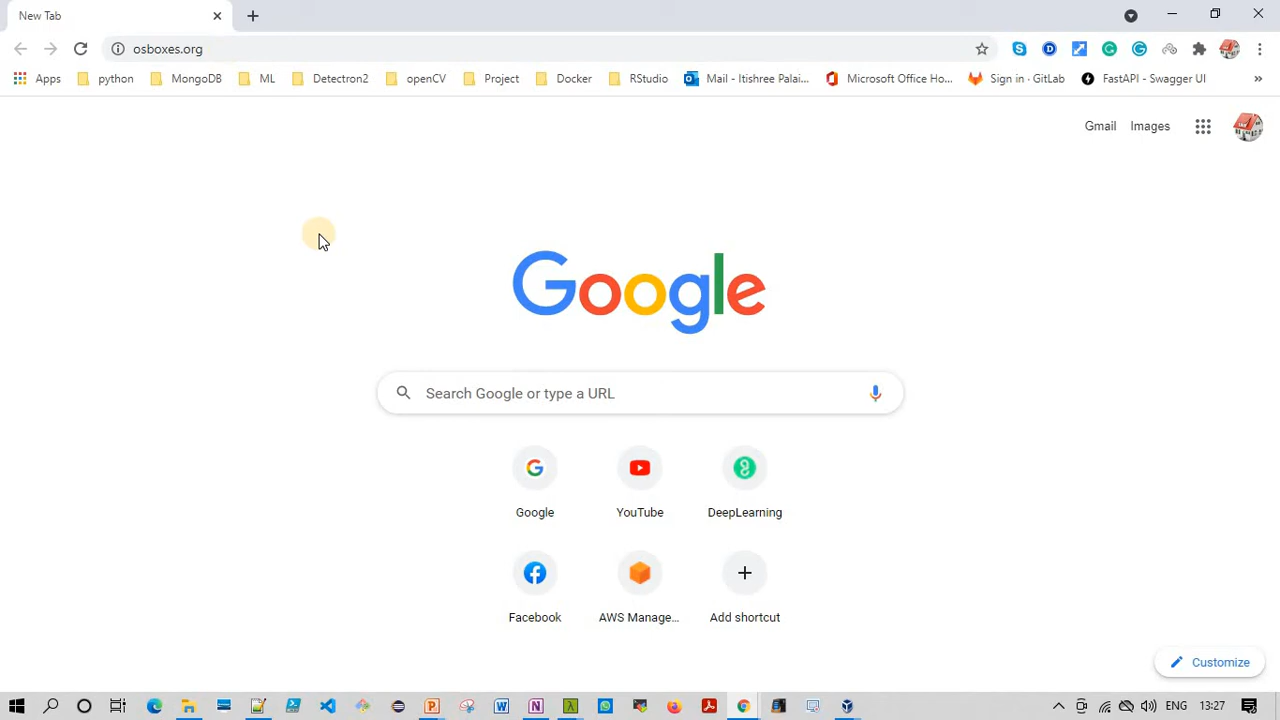 New Tab
osboxes.org
Apps python MongoDB ML Detectron2 openCV Project Docker RStudio Mail - Itishree Palai... Microsoft Office Ho... Sign in · GitLab FastAPI - Swagger UI »
Gmail Images
Google
Search Google or type a URL
Google YouTube DeepLearning
Facebook AWS Manage... Add shortcut
Customize
ENG 13:27